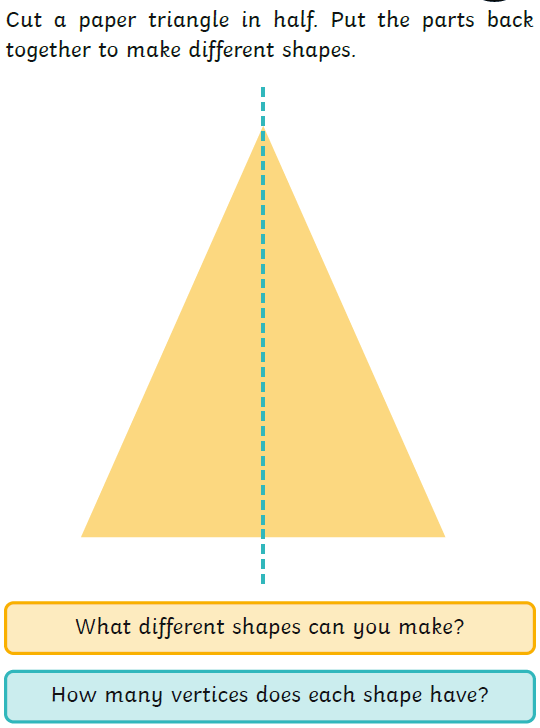 Cut a paper triangle in half. Put the parts back
together to make different shapes.
What different shapes can you make?
How many vertices does each shape have?